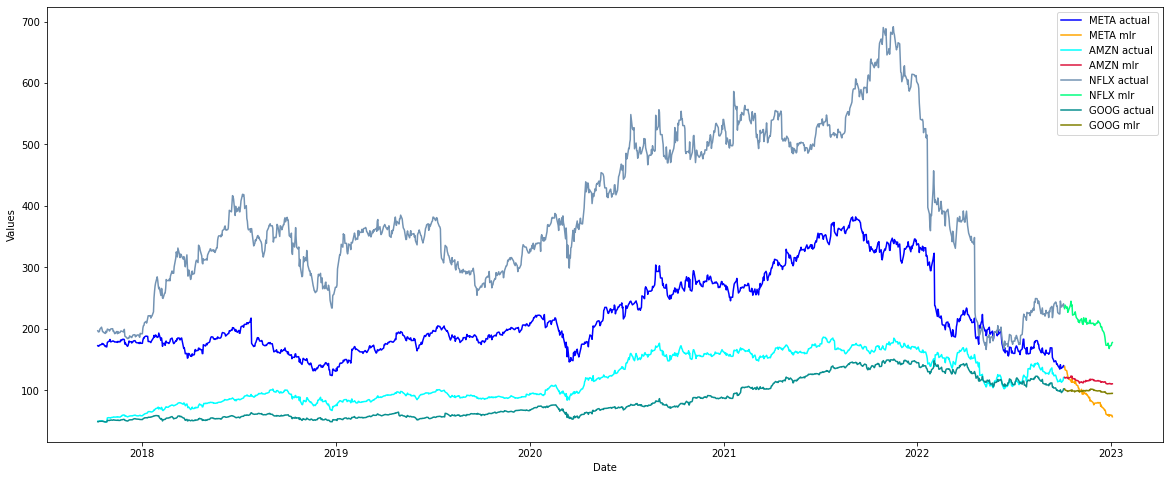 700
600
500
400
300
200
100
Values
2018
2019
2020
2021
2022
2023
Date
META actual
META mlr
AMZN actual
AMZN mlr
NFLX actual
NFLX mlr
GOOG actual
GOOG mlr